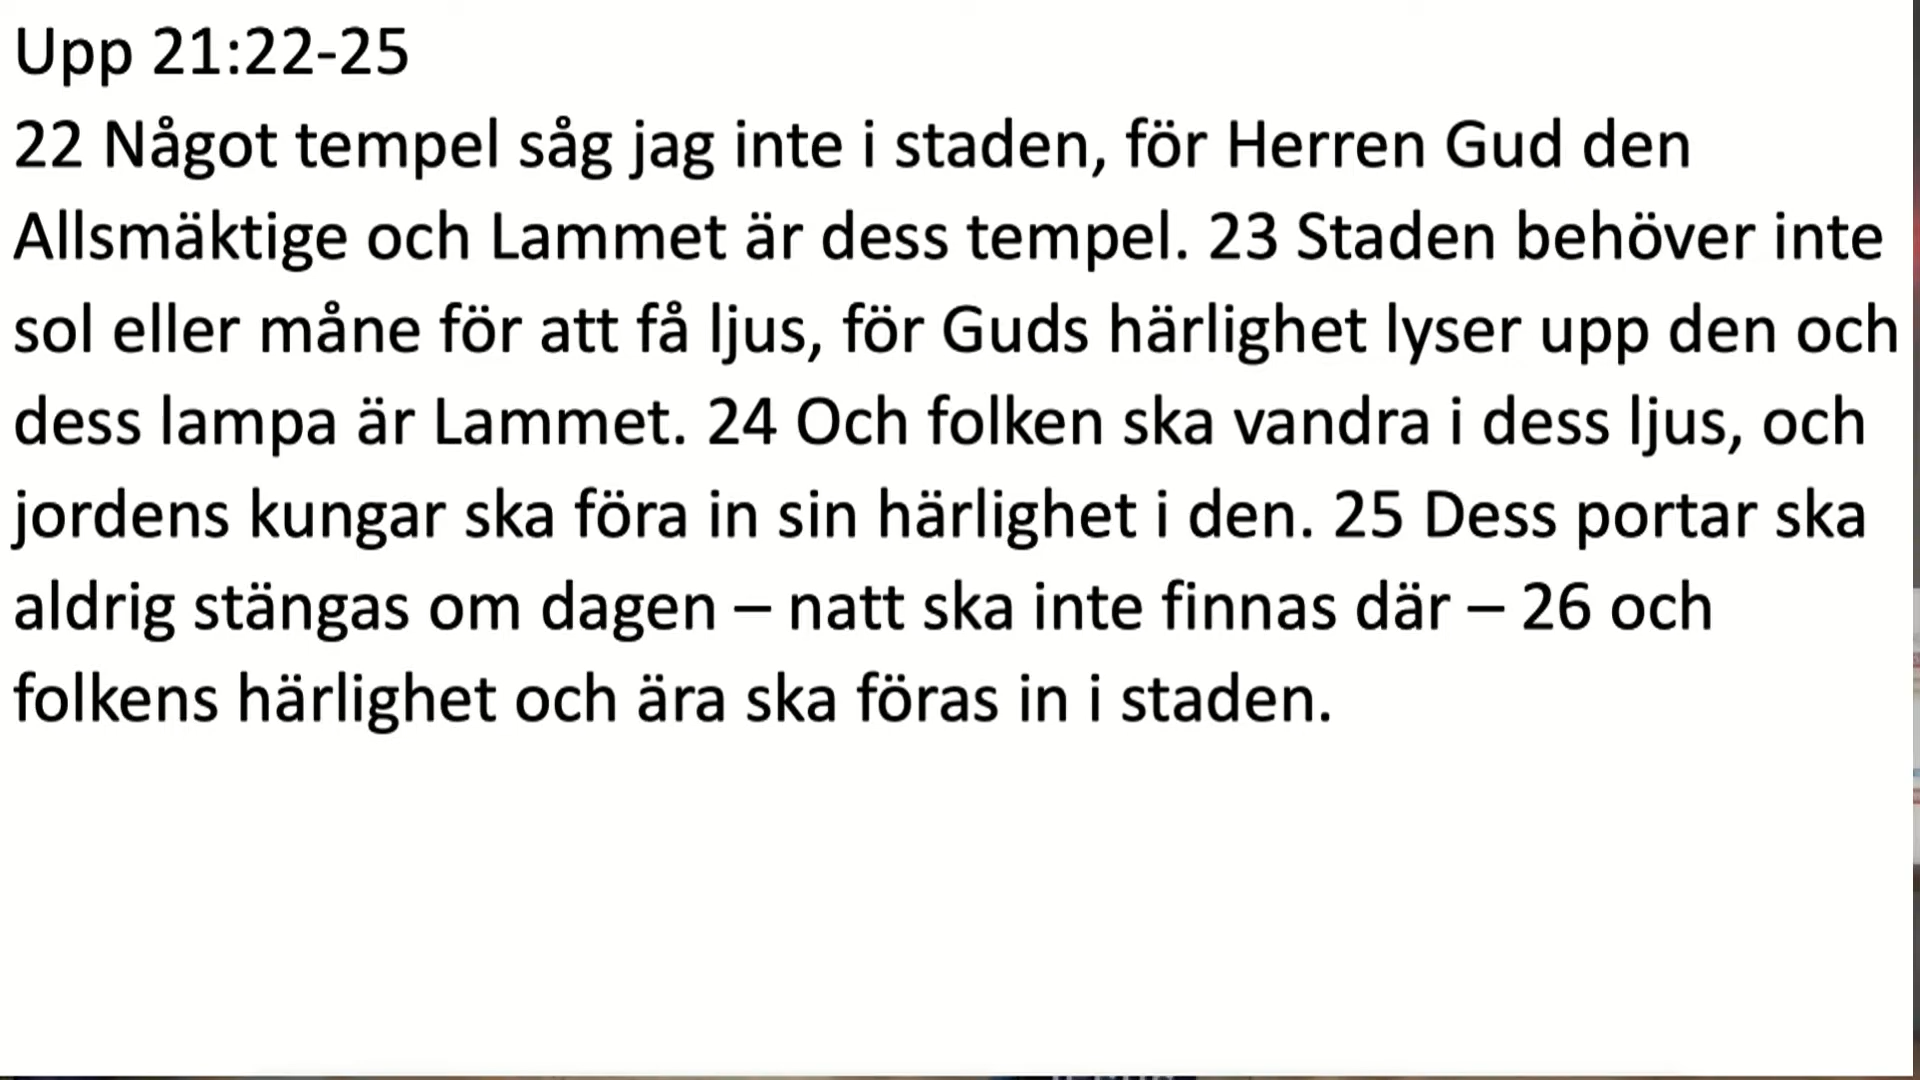 Upp 21:22-25
22 Något tempel såg jag inte i staden, för Herren Gud den
Allsmäktige och Lammet är dess tempel. 23 Staden behöver inte
sol eller måne för att få ljus, för Guds härlighet lyser upp den och
dess lampa är Lammet. 24 Och folken ska vandra i dess ljus, och
jordens kungar ska föra in sin härlighet i den. 25 Dess portar ska
aldrig stängas om dagen – natt ska inte finnas där – 26 och
folkens härlighet och ära ska föras in i staden.